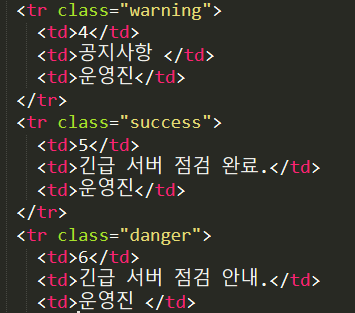 <tr class="warning">
<td>4</td>
<td>공지사항 </td>
<td>운영진</td>
</tr>
<tr class="success">
<td>5</td>
<td>긴급 서버 점검 완료.</td>
<td>운영진</td>
</tr>
<tr class="danger">
<td>6</td>
<td>긴급 서버 점검 안내.</td>
<td>운영진 </td>